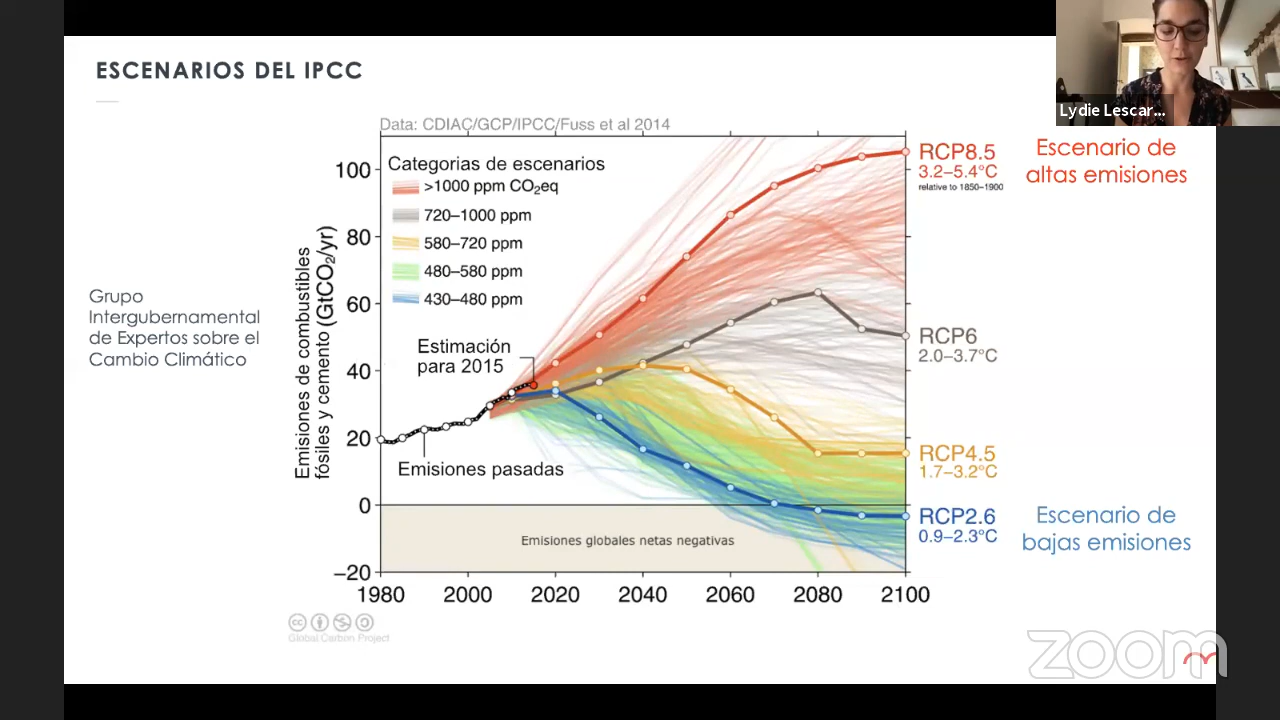 ESCENARIOS DEL IPCC
Lydie Lescar...
Data: CDIAC/GCP/IPCC/Fuss et al 2014
Categorias de escenarios
>1000 ppm CO₂eq
720–1000 ppm
580–720 ppm
480–580 ppm
430–480 ppm
Grupo
Intergubernamental
de Expertos sobre el
Cambio Climático
Emisiones de combustibles
fósiles y cemento (GtCO₂/yr)
100
80
60
40
20
0
−20
Estimación
para 2015
Emisiones pasadas
Emisiones globales netas negativas
1980 2000 2020 2040 2060 2080 2100
RCP8.5
3.2–5.4°C
relative to 1850–1900
Escenario de
altas emisiones
RCP6
2.0–3.7°C
RCP4.5
1.7–3.2°C
RCP2.6
0.9–2.3°C
Escenario de
bajas emisiones
cc
Global Carbon Project
zoom